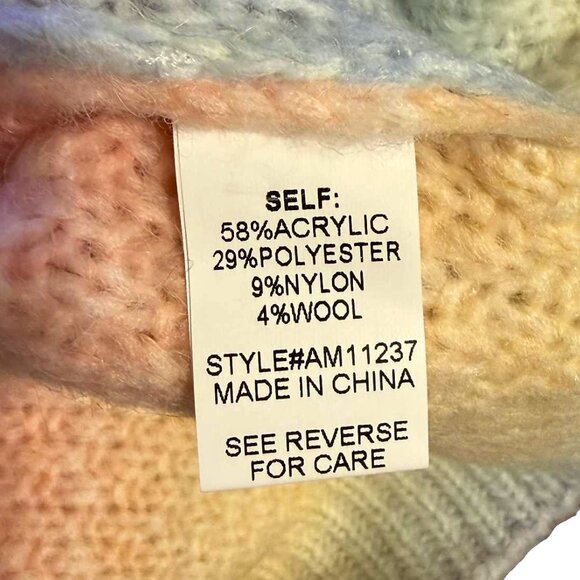 SELF:
58%ACRYLIC
29%POLYESTER
9%NYLON
4%WOOL
STYLE#AM11237
MADE IN CHINA
SEE REVERSE
FOR CARE